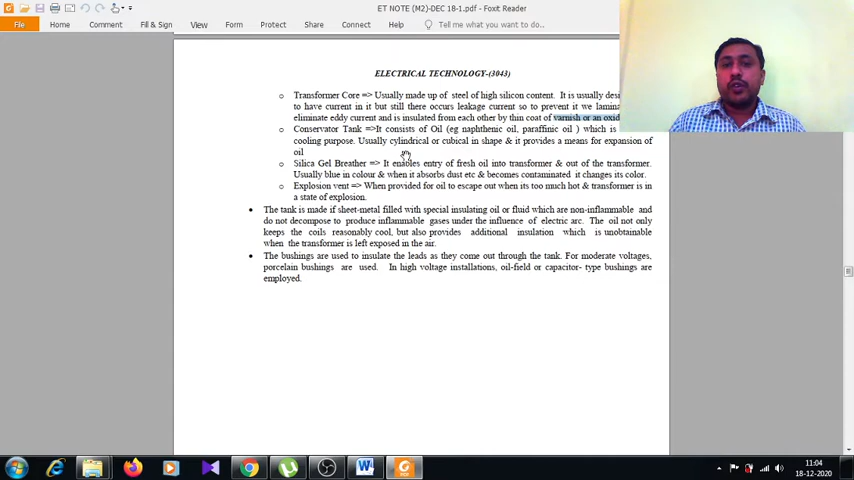 ET NOTE (M2)-DEC 18-1.pdf - Foxit Reader
File Home Comment Fill & Sign View Form Protect Share Connect Help Tell me what you want to do..
ELECTRICAL TECHNOLOGY-(3043)
o Transformer Core => Usually made up of steel of high silicon content. It is usually desi
to have current in it but still there occurs leakage current so to prevent it we lamina
eliminate eddy current and is insulated from each other by thin coat of varnish or an oxid
o Conservator Tank =>It consists of Oil (eg naphthenic oil, paraffinic oil ) which is
cooling purpose. Usually cylindrical or cubical in shape & it provides a means for expansion of
oil
o Silica Gel Breather => It enables entry of fresh oil into transformer & out of the transformer.
Usually blue in colour & when it absorbs dust etc & becomes contaminated it changes its color.
o Explosion vent => When provided for oil to escape out when its too much hot & transformer is in
a state of explosion.
• The tank is made if sheet-metal filled with special insulating oil or fluid which are non-inflammable and
do not decompose to produce inflammable gases under the influence of electric arc. The oil not only
keeps the coils reasonably cool, but also provides additional insulation which is unobtainable
when the transformer is left exposed in the air.
• The bushings are used to insulate the leads as they come out through the tank. For moderate voltages,
porcelain bushings are used. In high voltage installations, oil-field or capacitor- type bushings are
employed.
11:04
18-12-2020